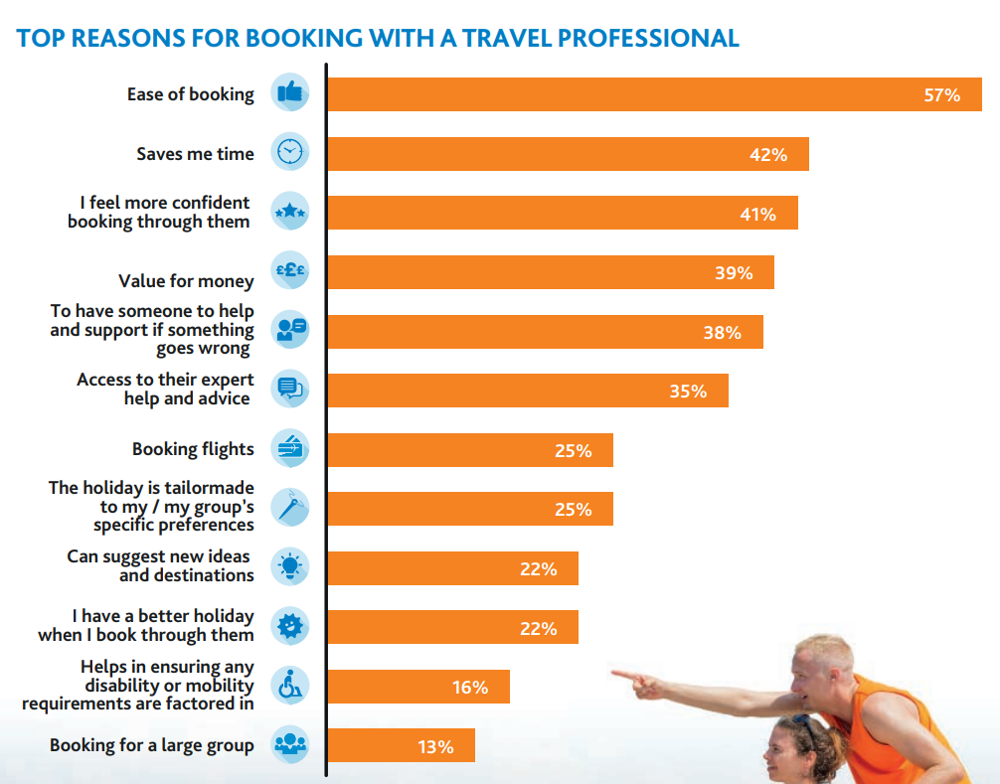 TOP REASONS FOR BOOKING WITH A TRAVEL PROFESSIONAL
Ease of booking
57%
Saves me time
42%
I feel more confident
booking through them
41%
£££
Value for money
39%
To have someone to help
and support if something
goes wrong
38%
Access to their expert
help and advice
35%
Booking flights
25%
The holiday is tailormade
to my / my group's
specific preferences
25%
Can suggest new ideas
and destinations
22%
I have a better holiday
when I book through them
22%
Helps in ensuring any
disability or mobility
requirements are factored in
16%
Booking for a large group
13%